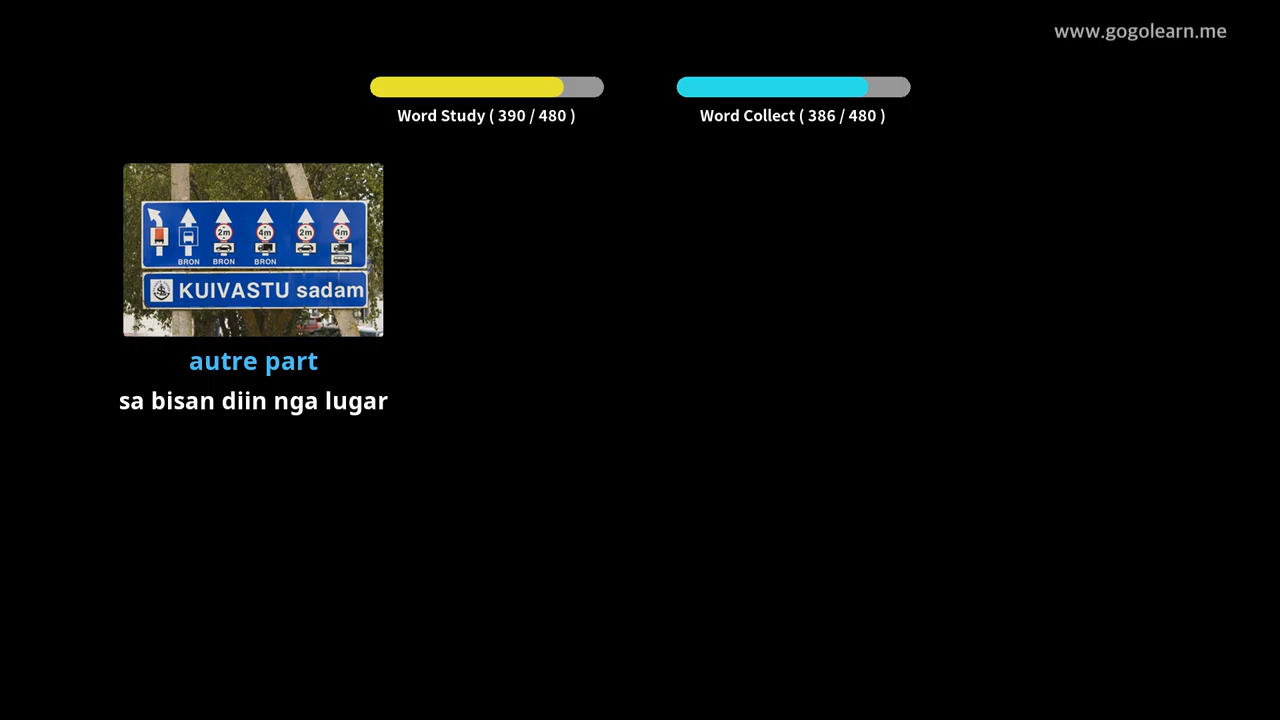 www.gogolearn.me
Word Study ( 390 / 480 )
Word Collect ( 386 / 480 )
2m 4m 2m 4m
BRON BRON BRON
KUIVASTU sadam
autre part
sa bisan diin nga lugar